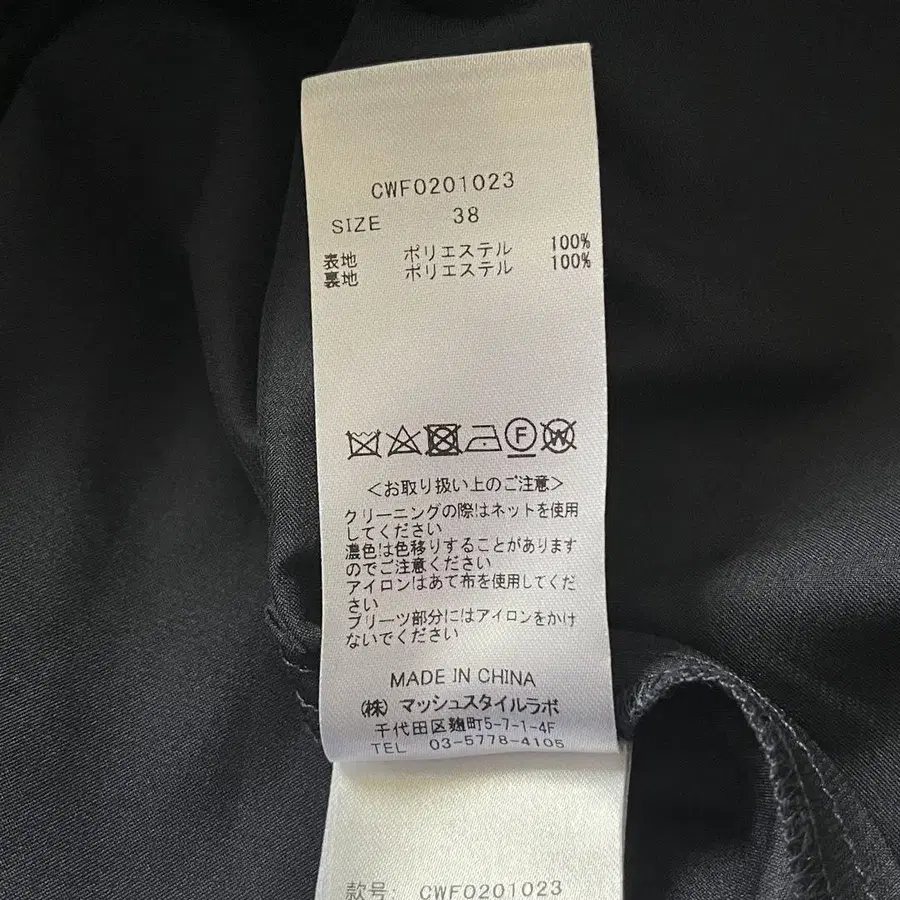 CWF0201023
SIZE 38
表地 ポリエステル 100%
裏地 ポリエステル 100%
F W
<お取り扱い上のご注意>
クリーニングの際はネットを使用
してください
濃色は色移りすることがあります
のでご注意ください
アイロンはあて布を使用してくだ
さい
プリーツ部分にはアイロンをかけ
ないでください
MADE IN CHINA
(株) マッシュスタイルラボ
千代田区麹町5-7-1-4F
TEL 03-5778-4105
款号: CWF0201023